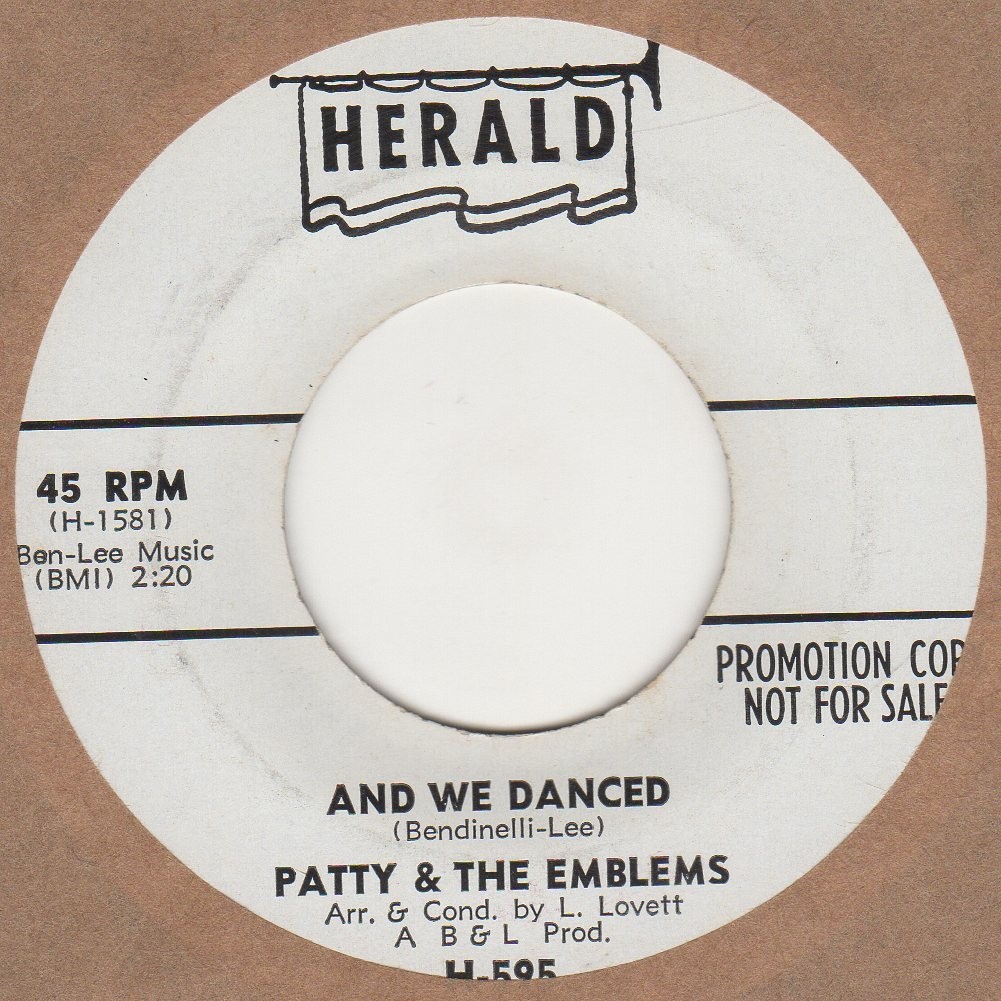 HERALD
45 RPM
(H-1581)
Ben-Lee Music
(BMI) 2:20
PROMOTION COP
NOT FOR SALE
AND WE DANCED
(Bendinelli-Lee)
PATTY & THE EMBLEMS
Arr. & Cond. by L. Lovett
A B & L Prod.
H-595